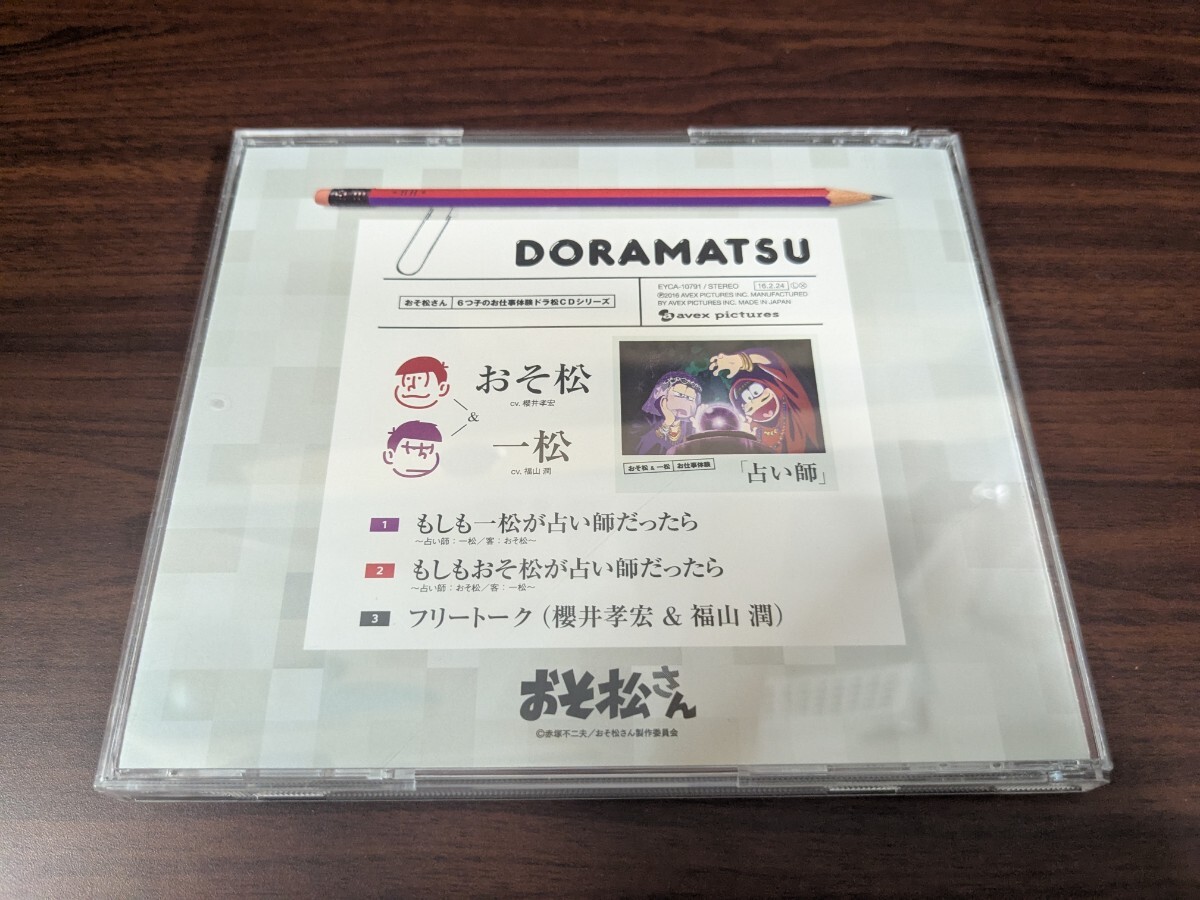 DORAMATSU
EYCA-10791 / STEREO 16.2.24
℗2016 AVEX PICTURES INC. MANUFACTURED
BY AVEX PICTURES INC. MADE IN JAPAN
avex pictures
おそ松さん 6つ子のお仕事体験ドラ松CDシリーズ
おそ松
cv. 櫻井孝宏
&
一松
cv. 福山 潤
おそ松&一松 お仕事体験
「占い師」
1 もしも一松が占い師だったら
～占い師：一松／客：おそ松～
2 もしもおそ松が占い師だったら
～占い師：おそ松／客：一松～
3 フリートーク（櫻井孝宏 & 福山 潤）
おそ松さん
©赤塚不二夫／おそ松さん製作委員会